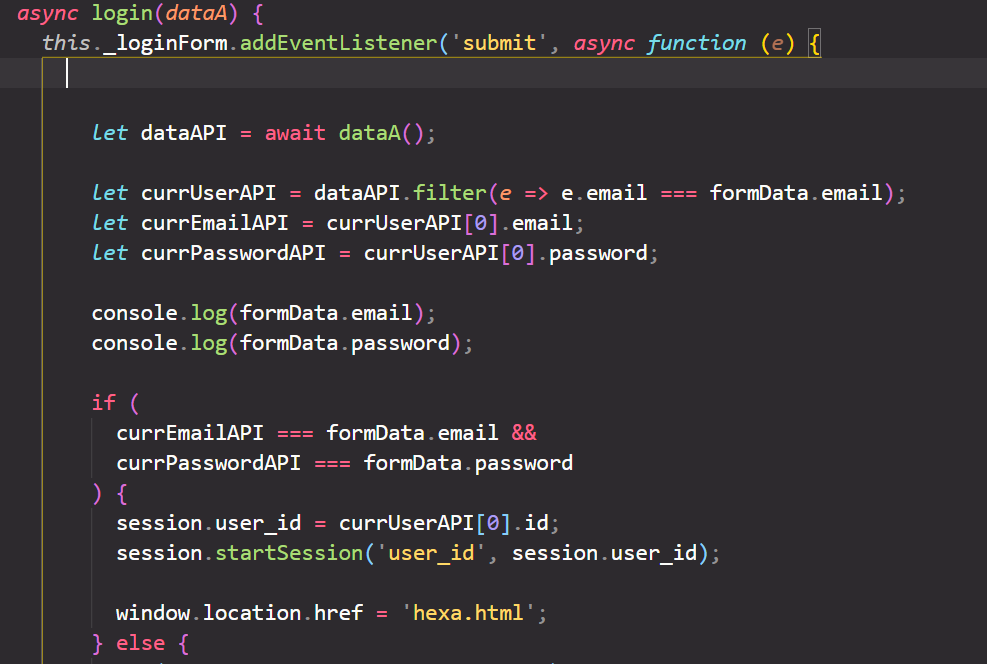 async login(dataA) {
this._loginForm.addEventListener('submit', async function (e) {
let dataAPI = await dataA();
let currUserAPI = dataAPI.filter(e => e.email === formData.email);
let currEmailAPI = currUserAPI[0].email;
let currPasswordAPI = currUserAPI[0].password;
console.log(formData.email);
console.log(formData.password);
if (
currEmailAPI === formData.email &&
currPasswordAPI === formData.password
) {
session.user_id = currUserAPI[0].id;
session.startSession('user_id', session.user_id);
window.location.href = 'hexa.html';
} else {